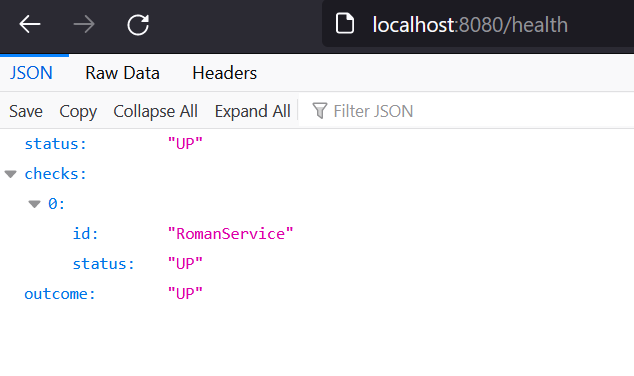 localhost:8080/health
JSON Raw Data Headers
Save Copy Collapse All Expand All Filter JSON
status: "UP"
checks:
0:
id: "RomanService"
status: "UP"
outcome: "UP"